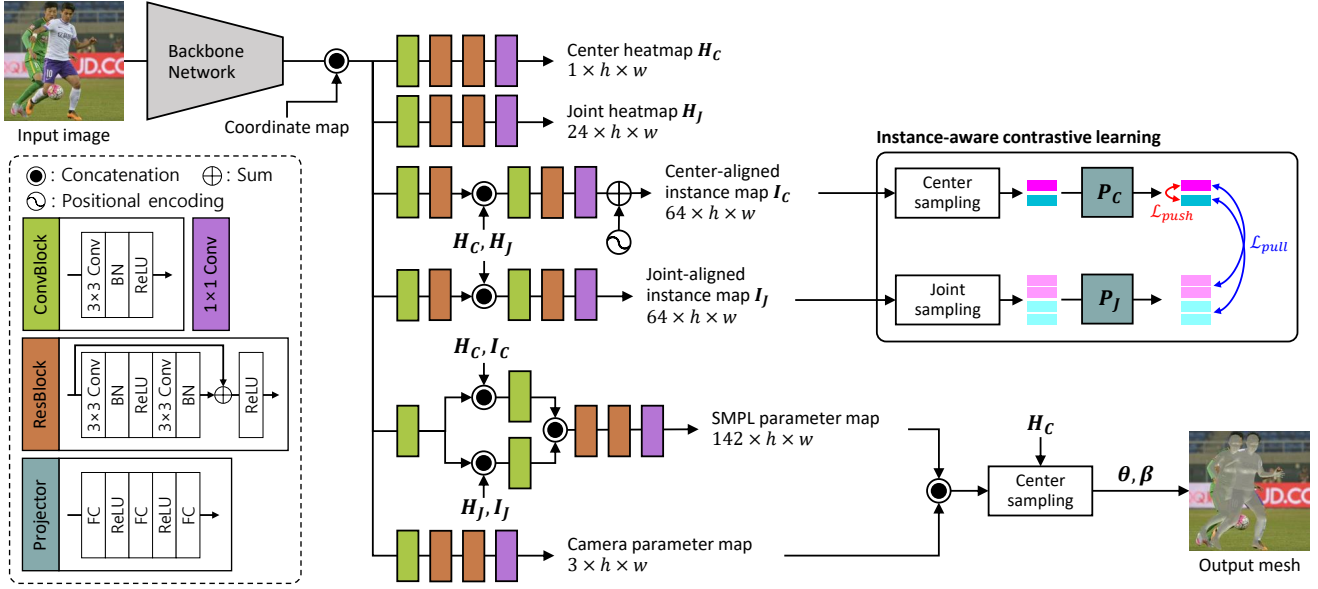 Backbone
Network
Input image
Coordinate map
Center heatmap H_C
1 × h × w
Joint heatmap H_J
24 × h × w
Center-aligned
instance map I_C
64 × h × w
H_C, H_J
Joint-aligned
instance map I_J
64 × h × w
Instance-aware contrastive learning
Center
sampling
P_C
ℒ_push
ℒ_pull
Joint
sampling
P_J
: Concatenation
: Sum
: Positional encoding
ConvBlock
3×3 Conv
BN
ReLU
1×1 Conv
ResBlock
3×3 Conv
BN
ReLU
3×3 Conv
BN
ReLU
Projector
FC
ReLU
FC
ReLU
FC
H_C, I_C
H_J, I_J
SMPL parameter map
142 × h × w
Camera parameter map
3 × h × w
H_C
Center
sampling
θ, β
Output mesh